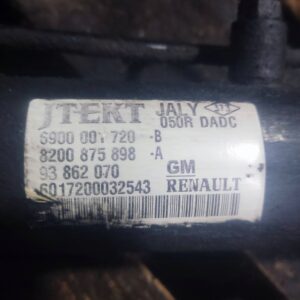 JTEKT JALY
050R DADC
6900 001 720 -B
8200 875 898 -A
93 862 070 GM
6017200032543 RENAULT